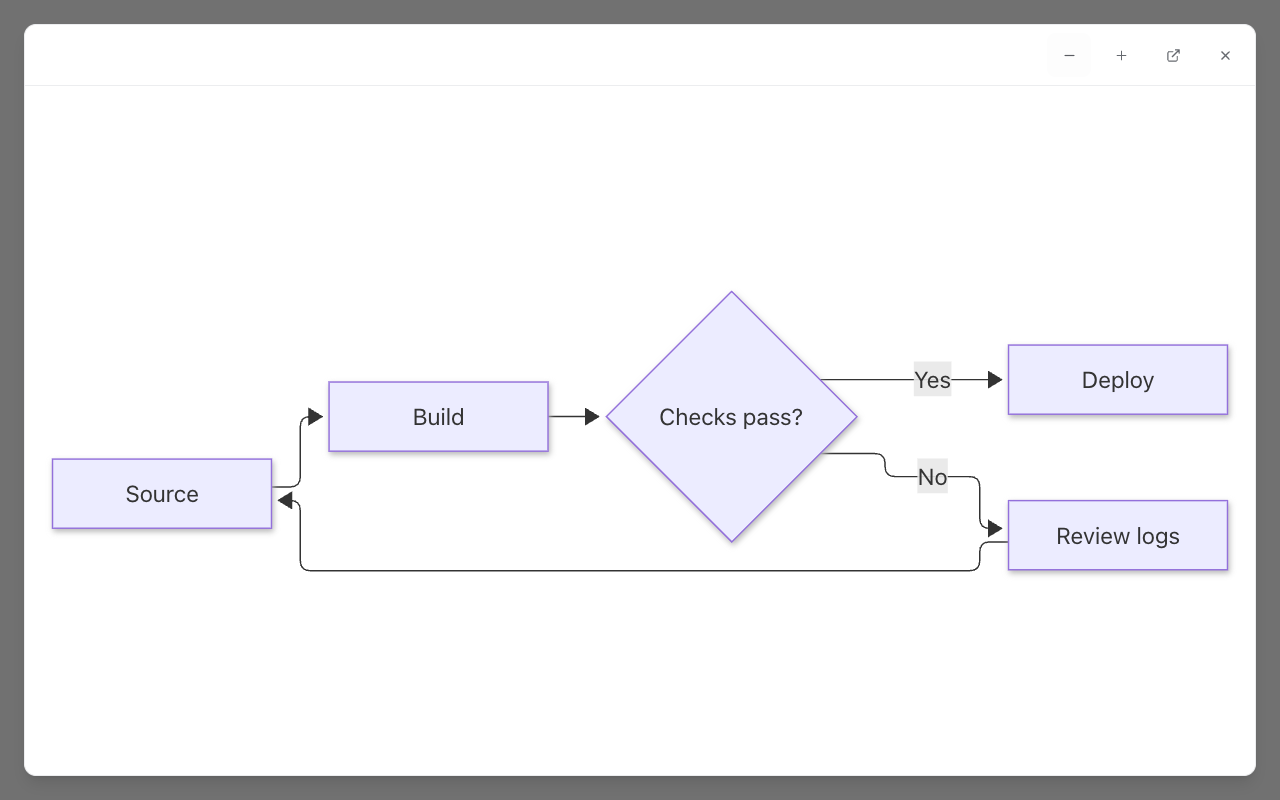 Source
Build
Checks pass?
Yes
Deploy
No
Review logs